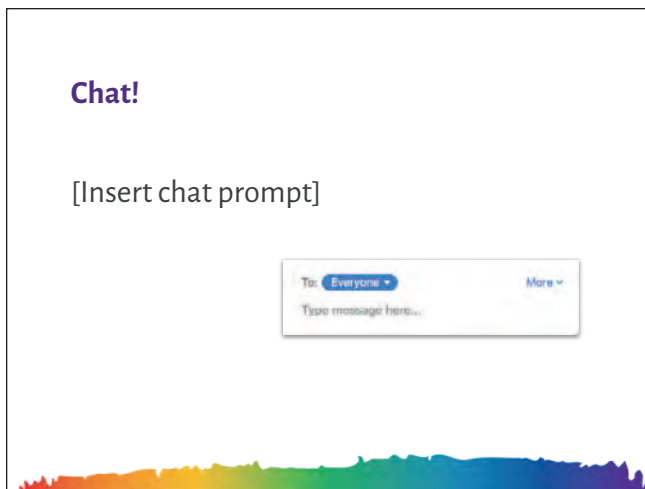 Chat!
[Insert chat prompt]
To: Everyone More
Type message here...